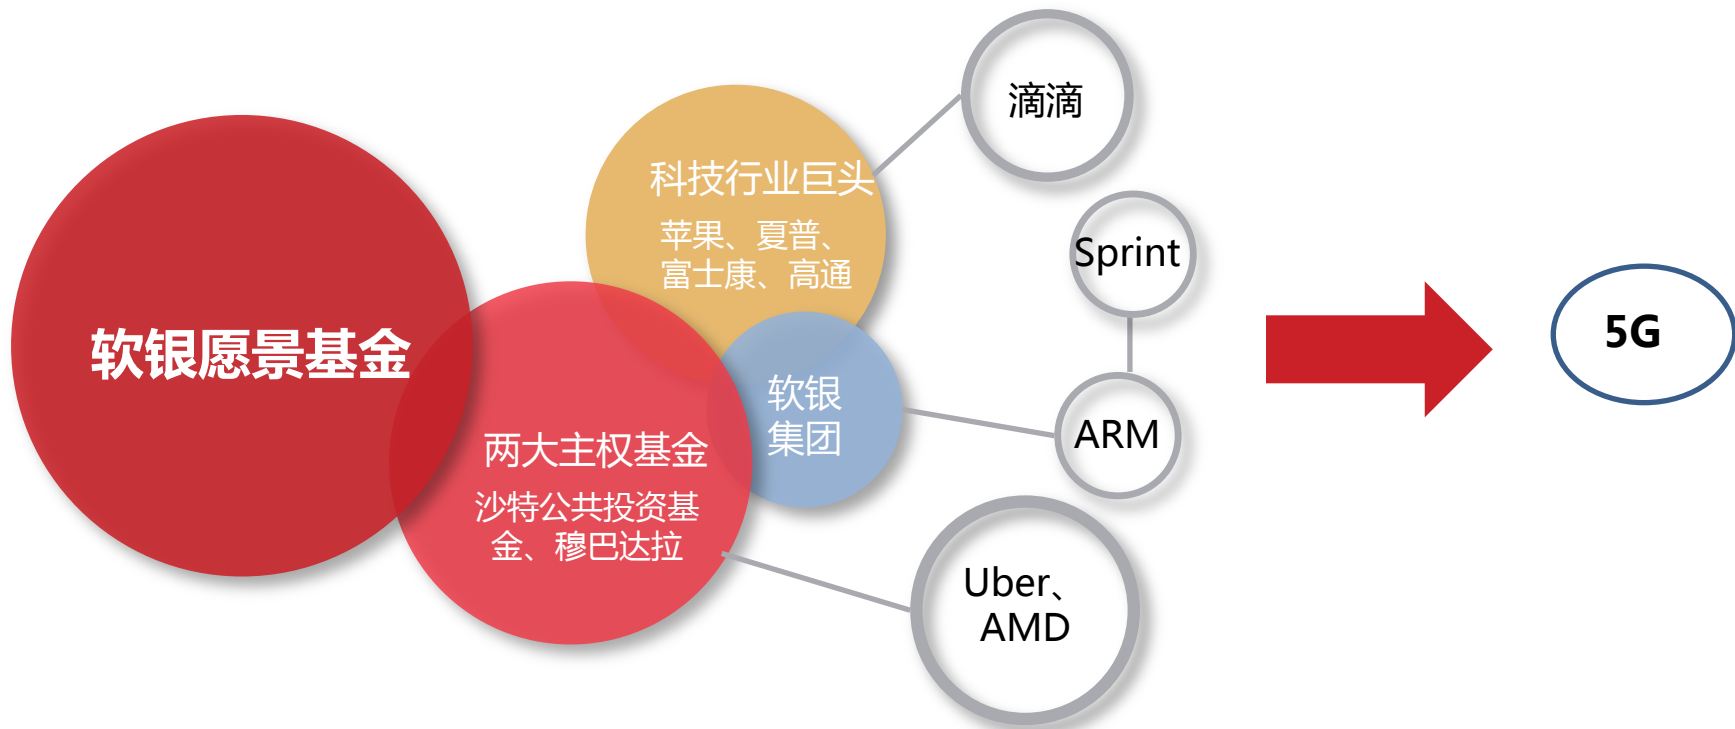 软银愿景基金
科技行业巨头
苹果、夏普、
富士康、高通
两大主权基金
沙特公共投资基
金、穆巴达拉
软银
集团
滴滴
Sprint
ARM
Uber、
AMD
5G